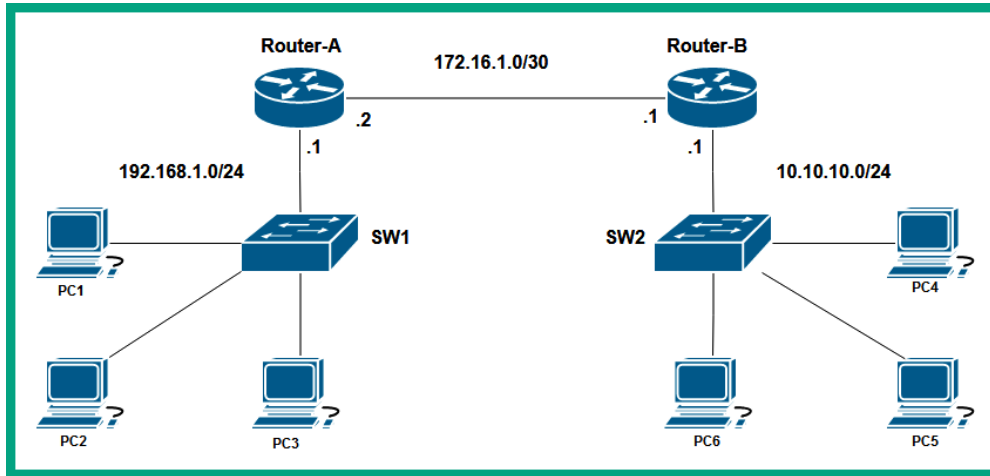 Router-A
Router-B
172.16.1.0/30
.2
.1
.1
.1
192.168.1.0/24
10.10.10.0/24
SW1
SW2
?
PC1
?
PC4
?
PC2
?
PC3
?
PC6
?
PC5